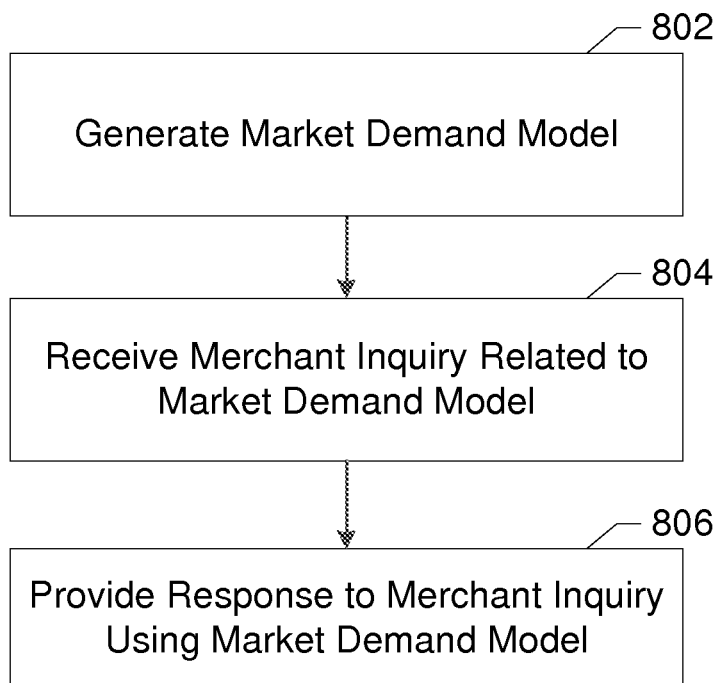 802
Generate Market Demand Model
804
Receive Merchant Inquiry Related to
Market Demand Model
806
Provide Response to Merchant Inquiry
Using Market Demand Model